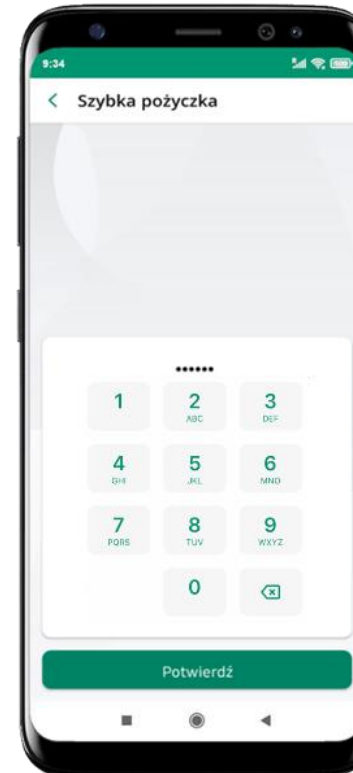 9:34
Szybka pożyczka
••••••
1 2 3
ABC DEF
4 5 6
GHI JKL MNO
7 8 9
PQRS TUV WXYZ
0
Potwierdź